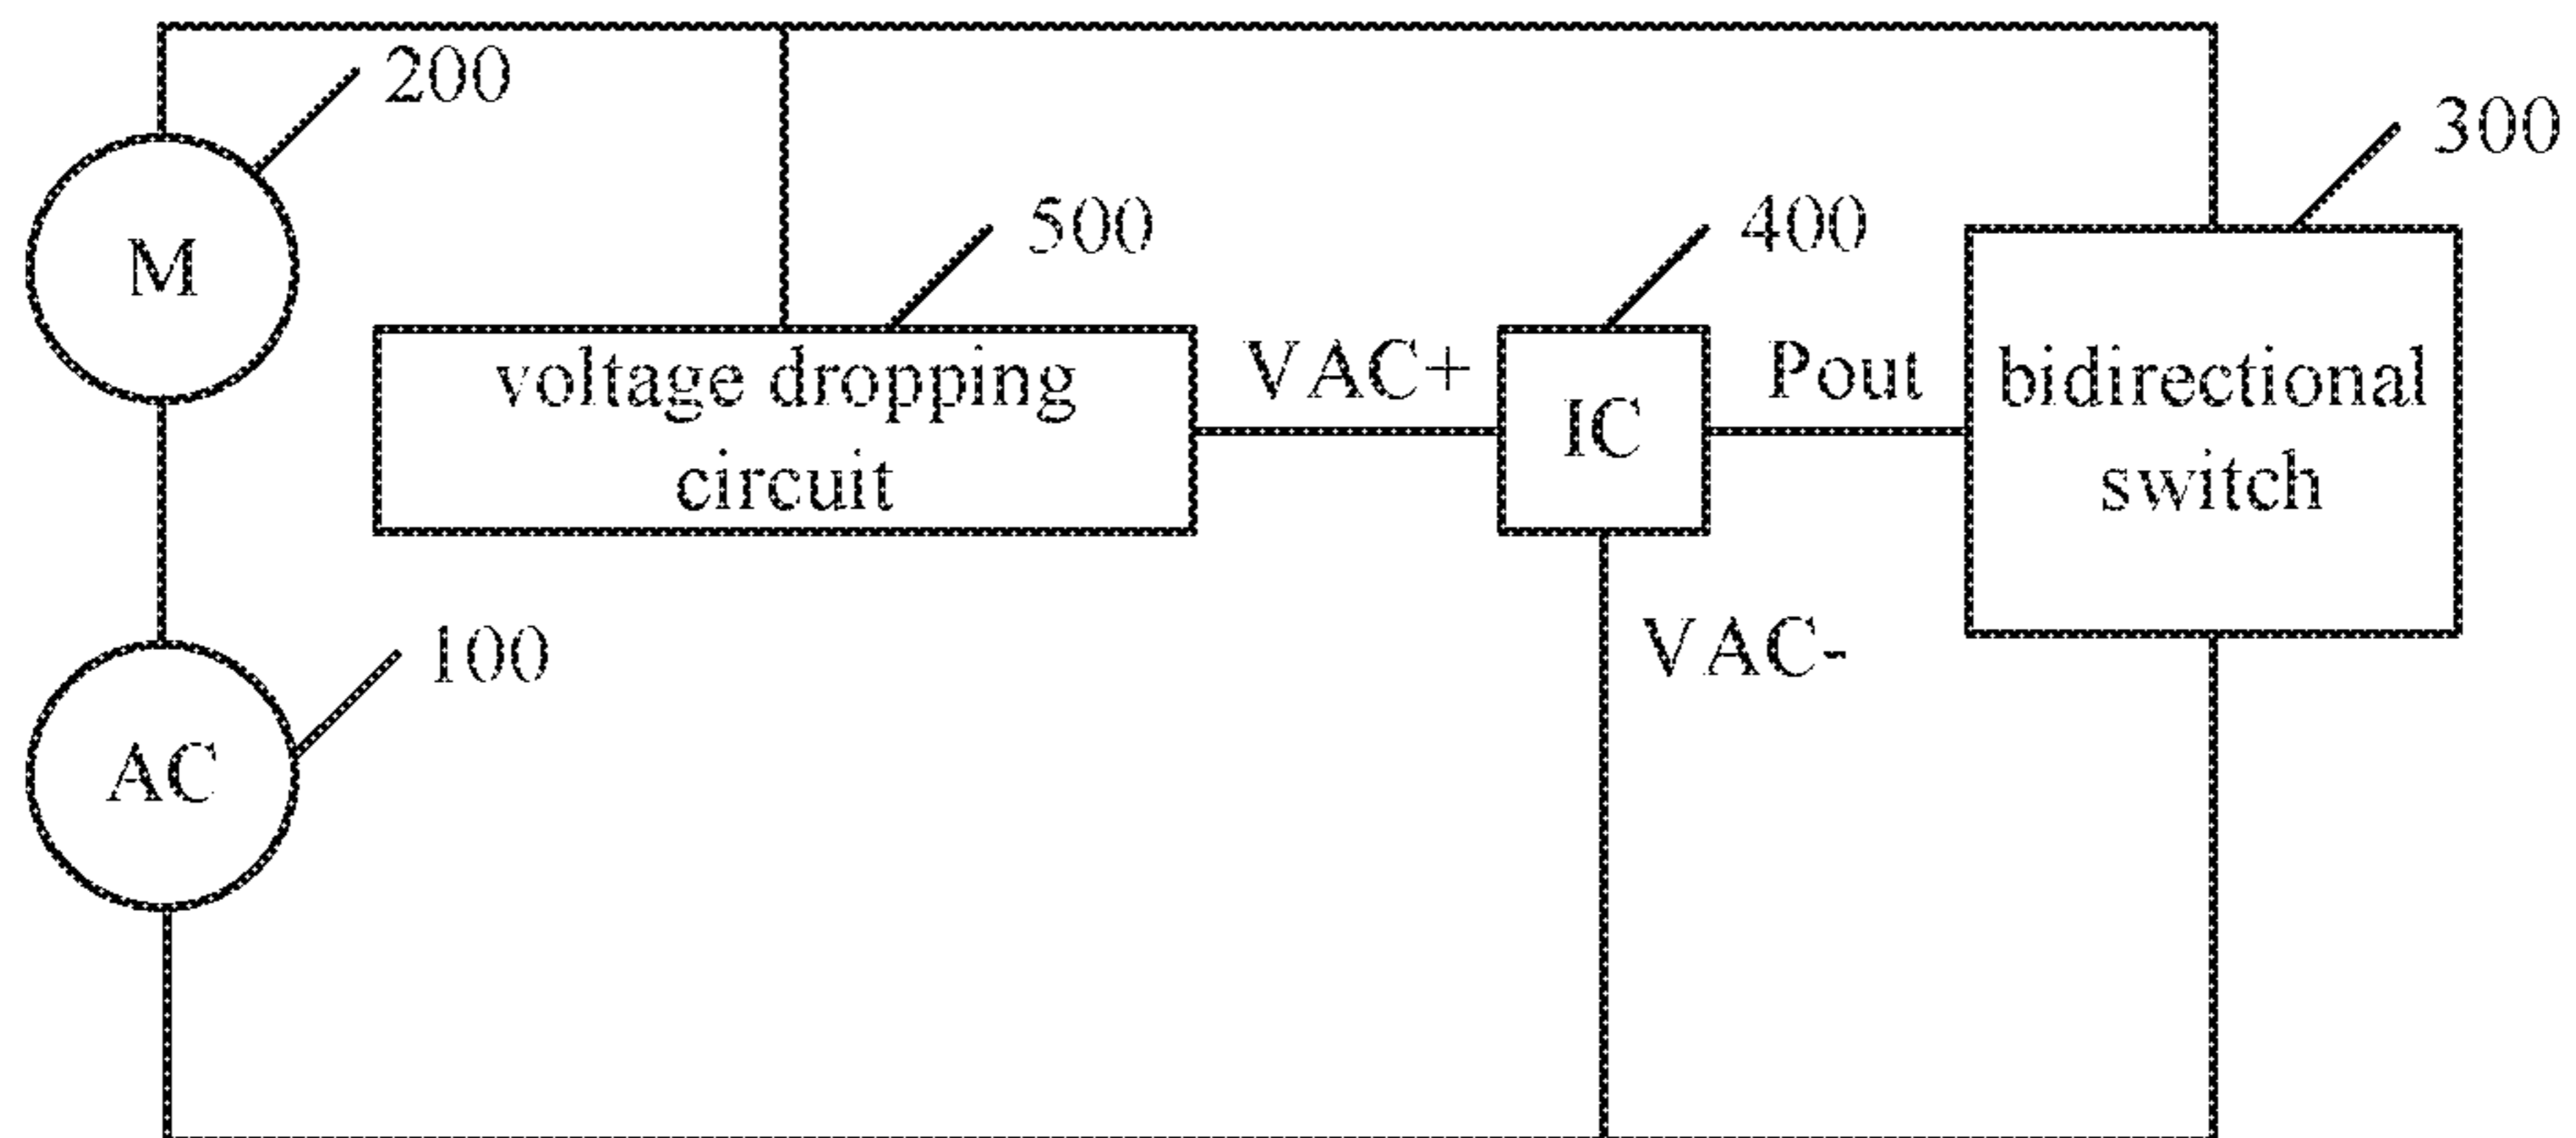 200
300
M
500
400
voltage dropping
circuit
VAC+
IC
Pout
bidirectional
switch
VAC-
100
AC